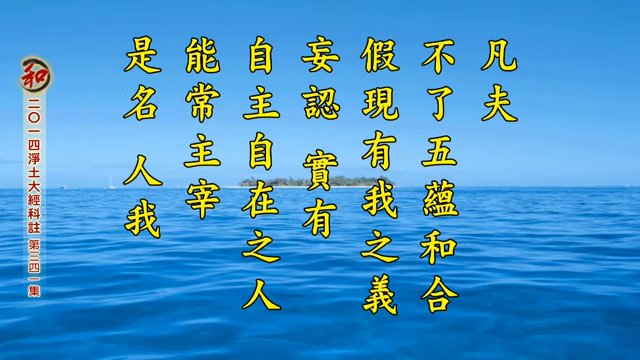 凡夫
不了五蘊和合
假現有我之義
妄認 實有
自主自在之人
能常主宰
是名 人我
和
二〇一四淨土大經科註 第三四一集